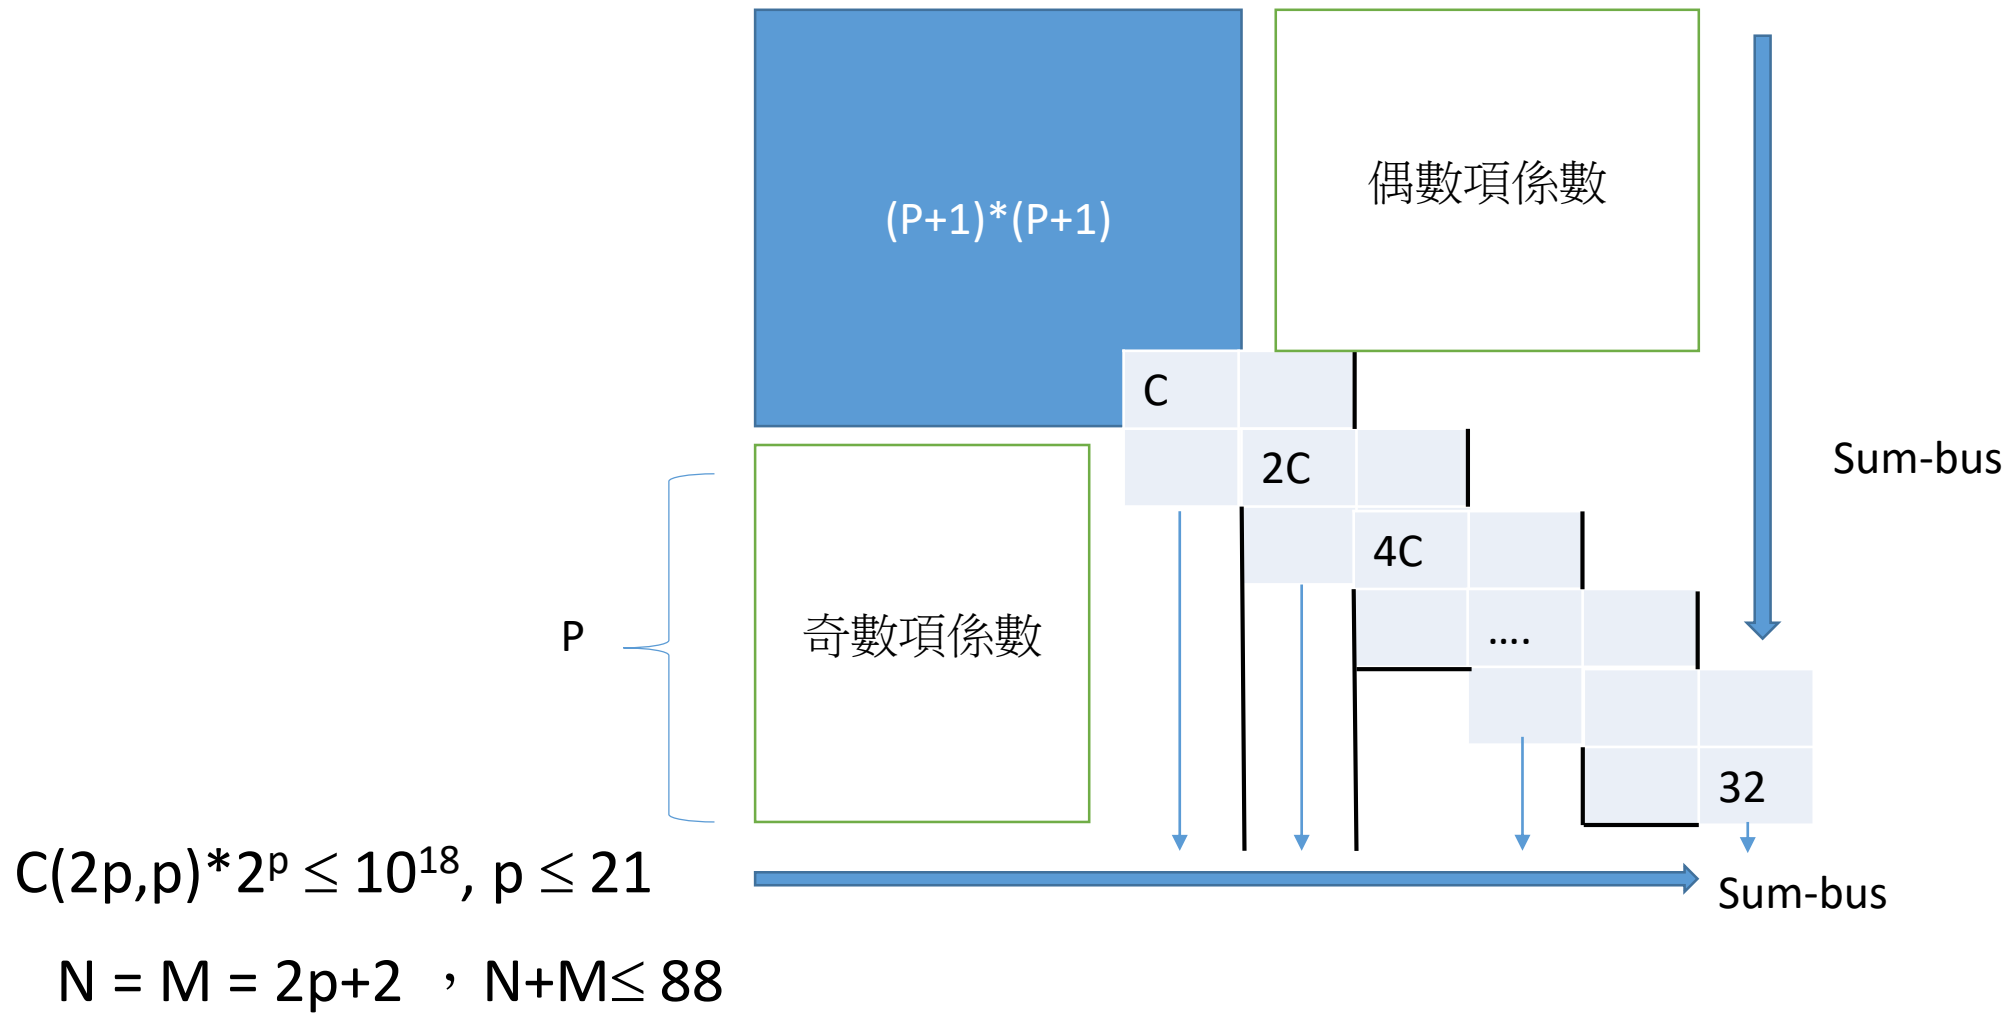 (P+1)*(P+1)
偶數項係數
C
2C
Sum-bus
4C
P
奇數項係數
....
32
C(2p,p)*2ᵖ ≤ 10¹⁸, p ≤ 21
Sum-bus
N = M = 2p+2 ，N+M≤ 88